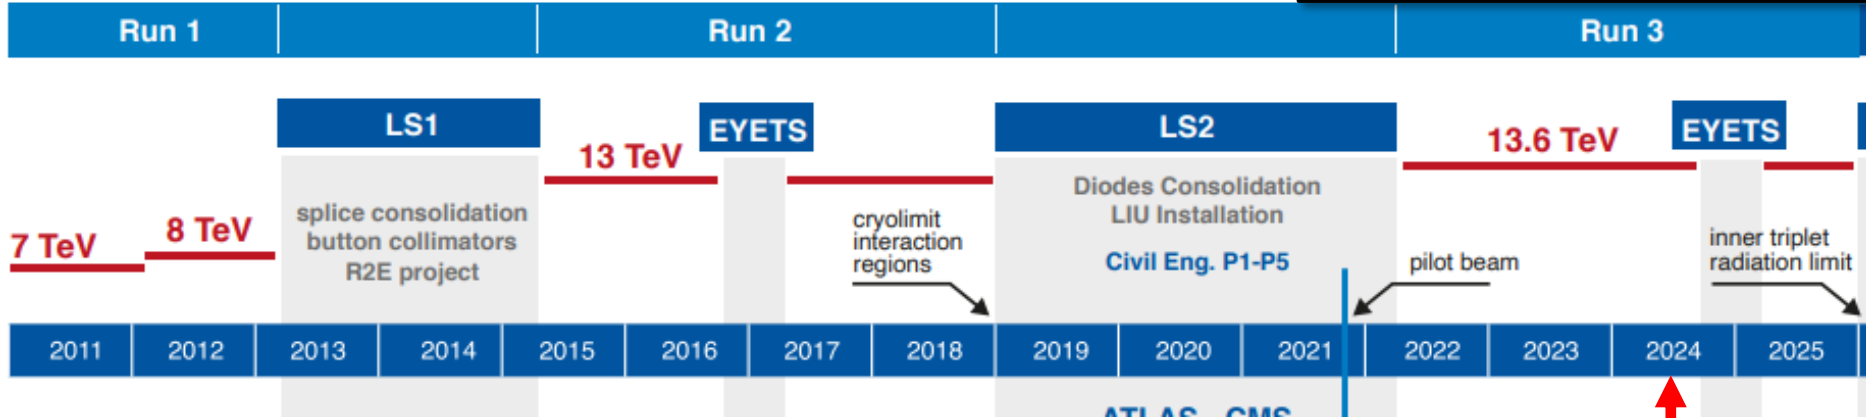 Run 1
Run 2
Run 3
LS1
EYETS
LS2
EYETS
13 TeV
13.6 TeV
7 TeV
8 TeV
splice consolidation
button collimators
R2E project
cryolimit
interaction
regions
Diodes Consolidation
LIU Installation
Civil Eng. P1-P5
pilot beam
inner triplet
radiation limit
2011 2012 2013 2014 2015 2016 2017 2018 2019 2020 2021 2022 2023 2024 2025
ATLAS - CMS